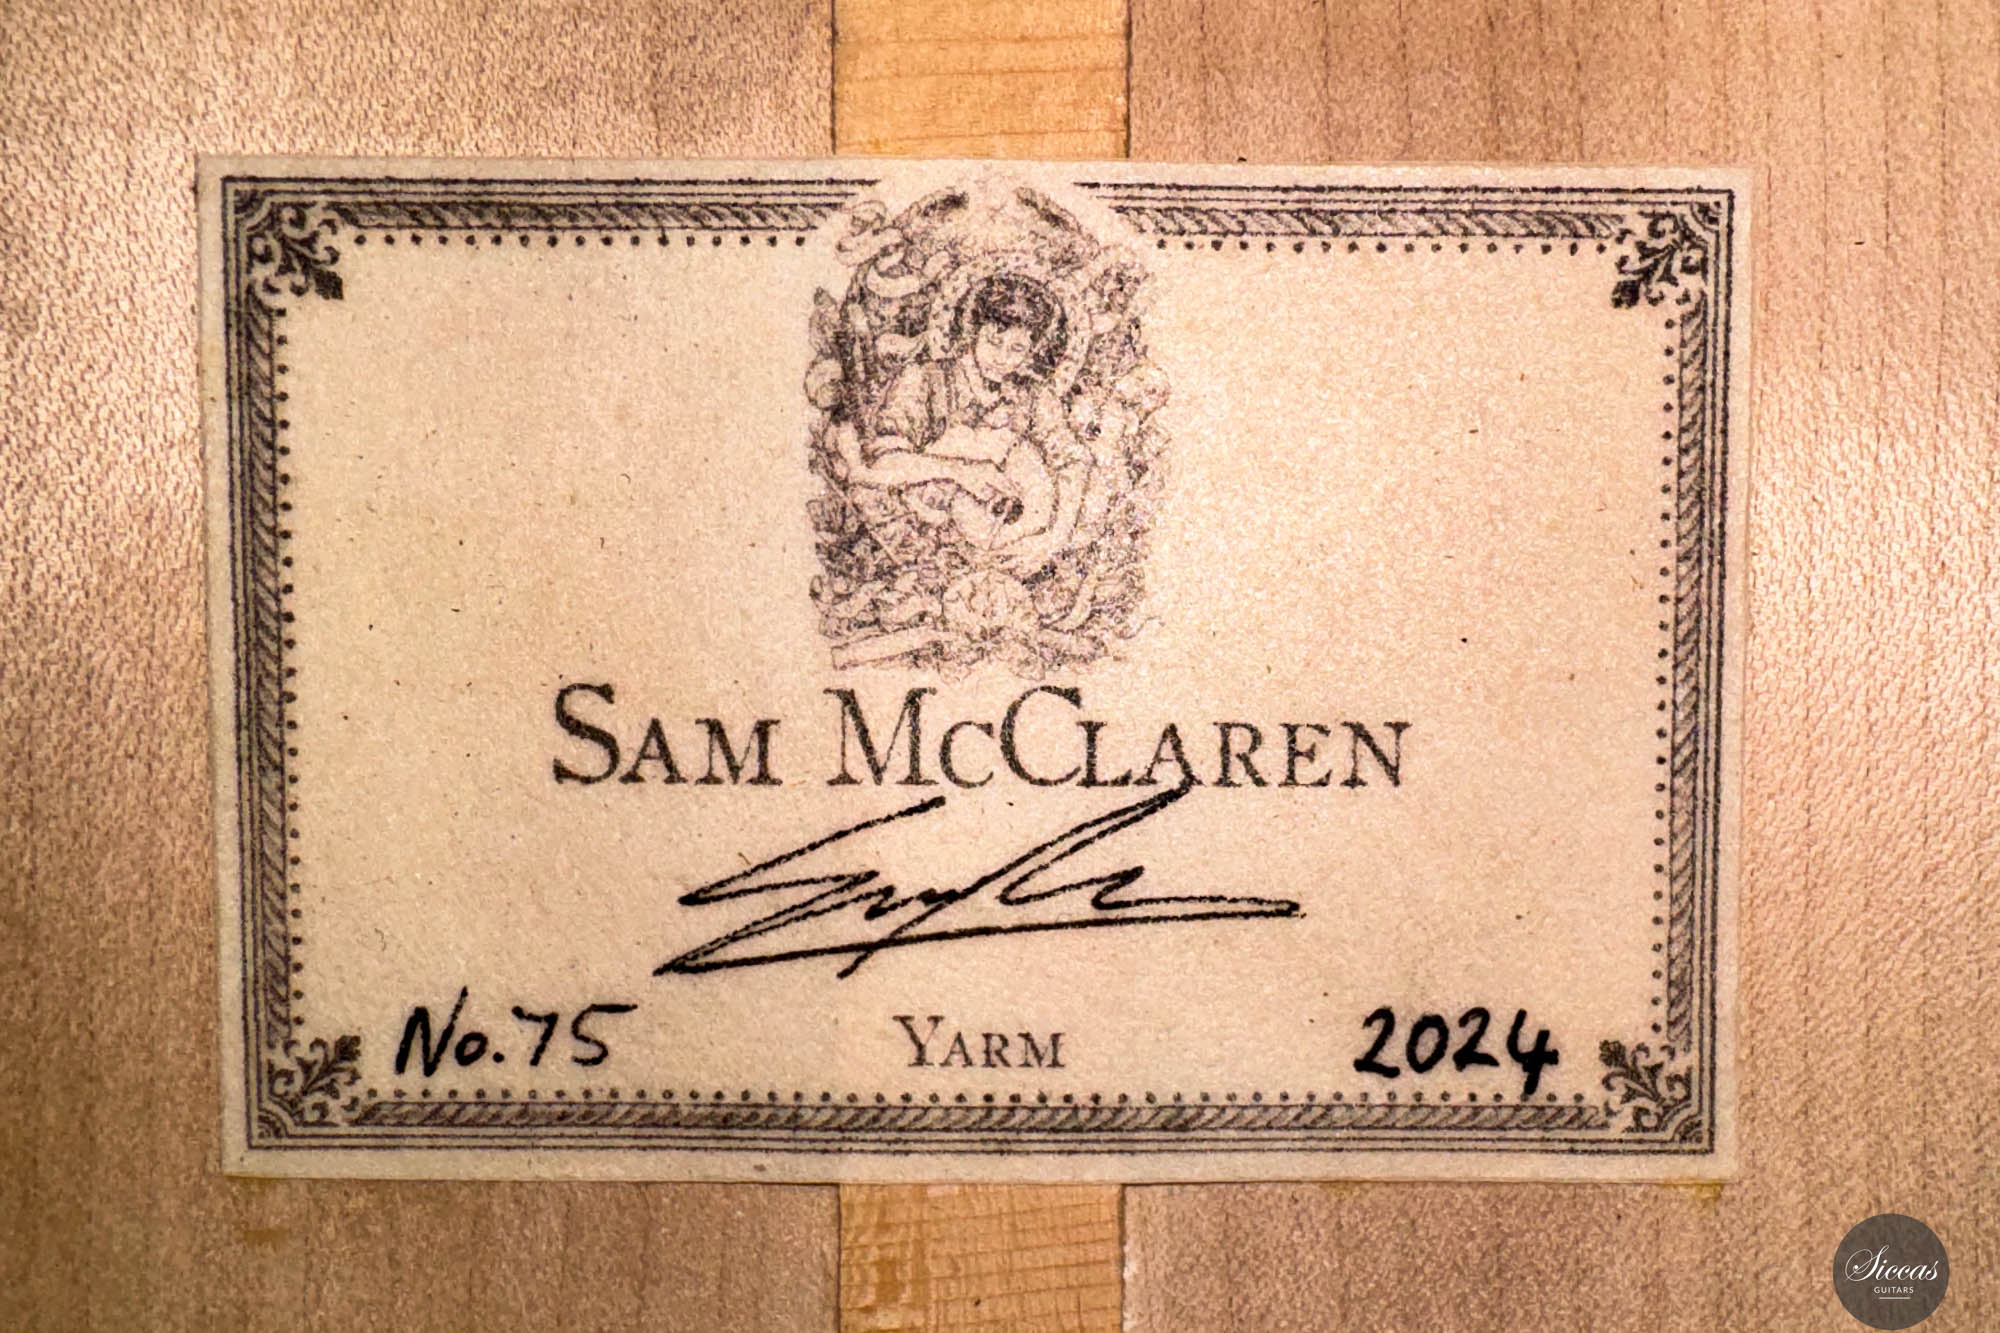 SAM MCCLAREN
No. 75 YARM 2024
Siccas
GUITARS